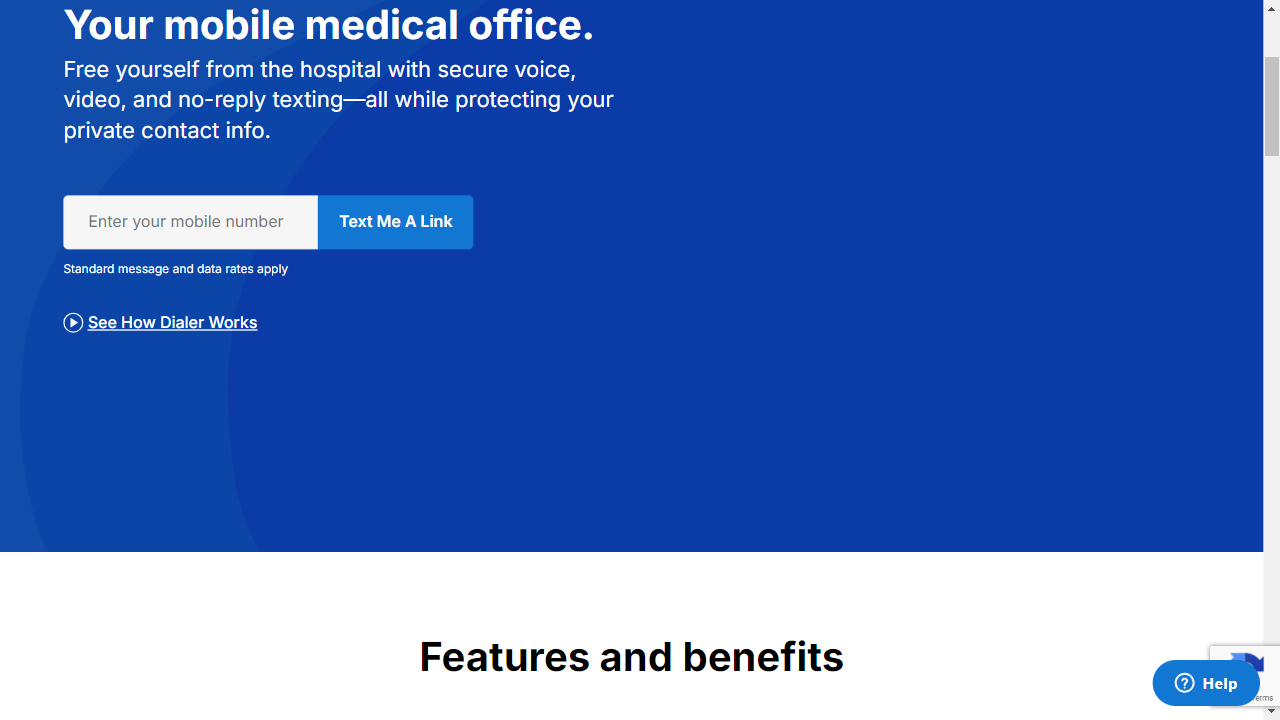 Your mobile medical office.
Free yourself from the hospital with secure voice,
video, and no-reply texting—all while protecting your
private contact info.
Enter your mobile number
Text Me A Link
Standard message and data rates apply
See How Dialer Works
Features and benefits
Help